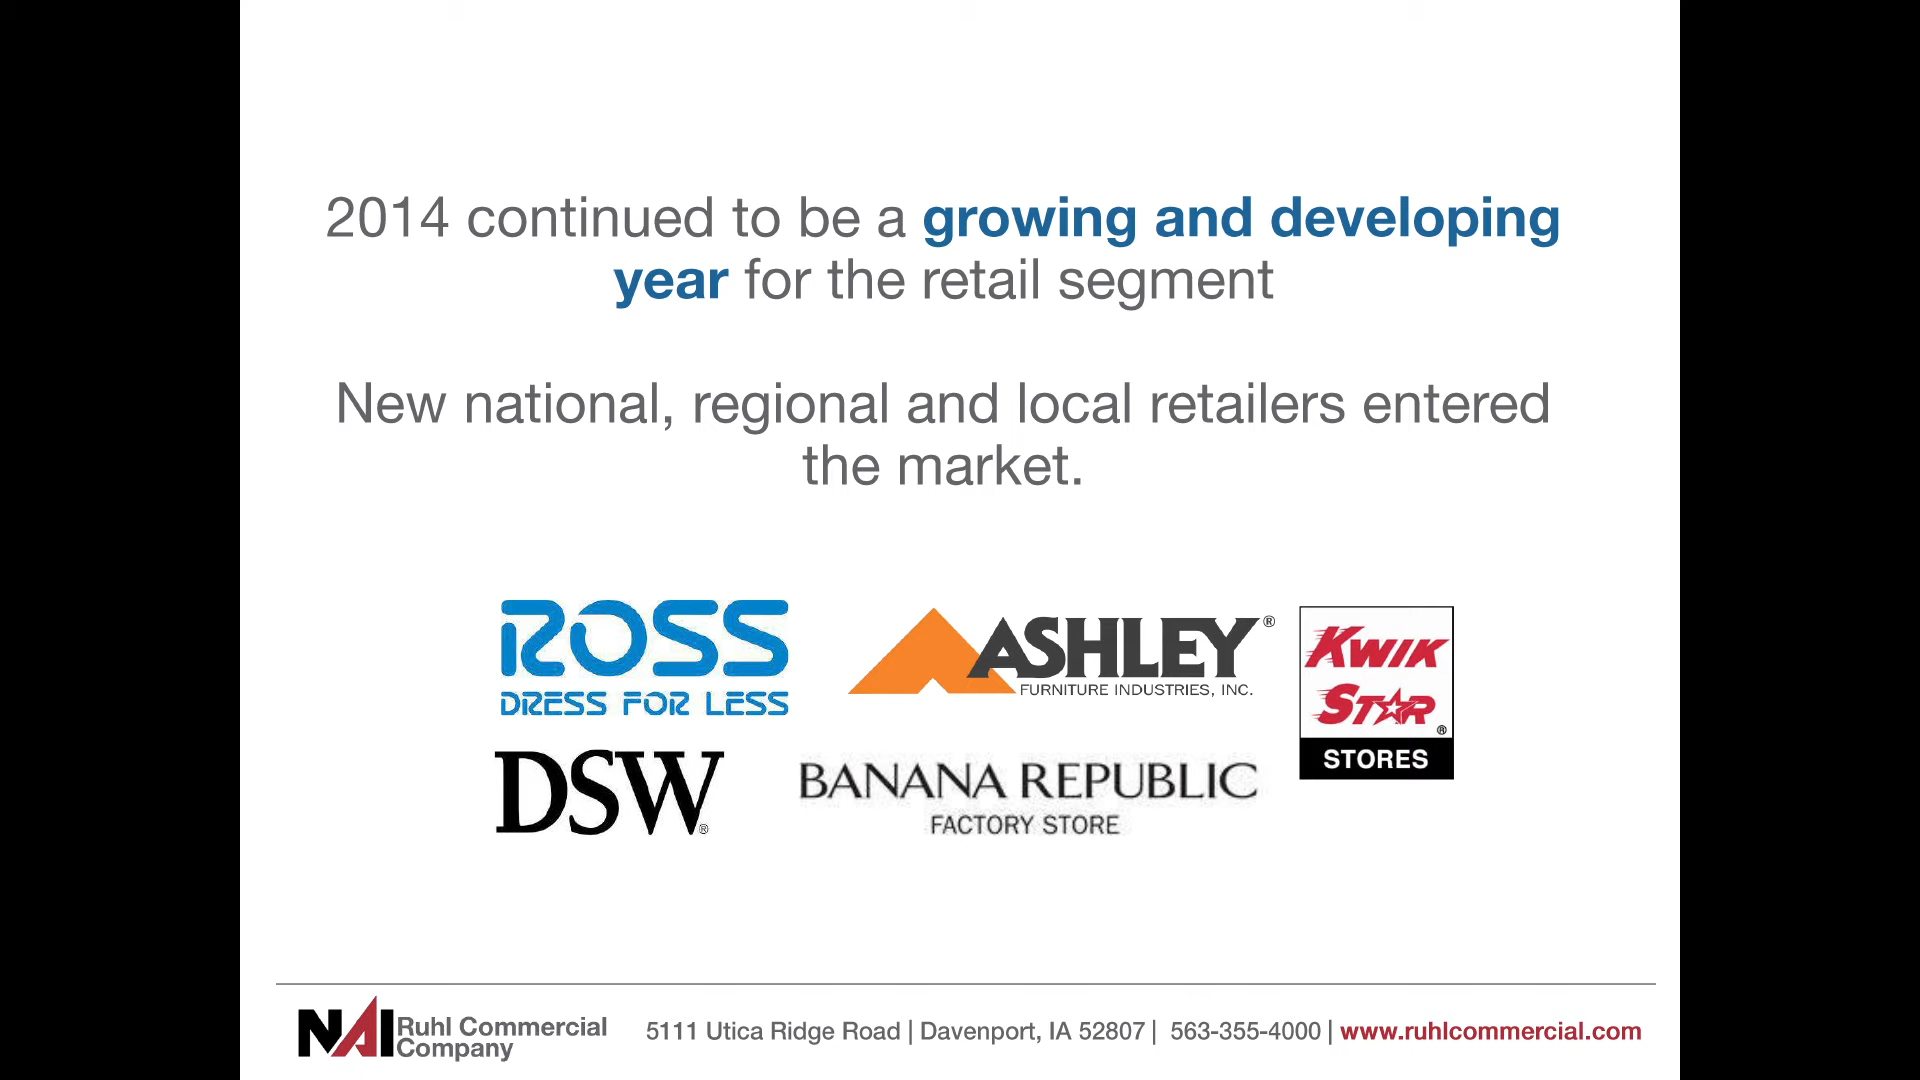 2014 continued to be a growing and developing
year for the retail segment
New national, regional and local retailers entered
the market.
ROSS
DRESS FOR LESS
ASHLEY®
FURNITURE INDUSTRIES, INC.
KWIK
STAR®
STORES
DSW®
BANANA REPUBLIC
FACTORY STORE
NAI Ruhl Commercial
Company
5111 Utica Ridge Road | Davenport, IA 52807 | 563-355-4000 | www.ruhlcommercial.com